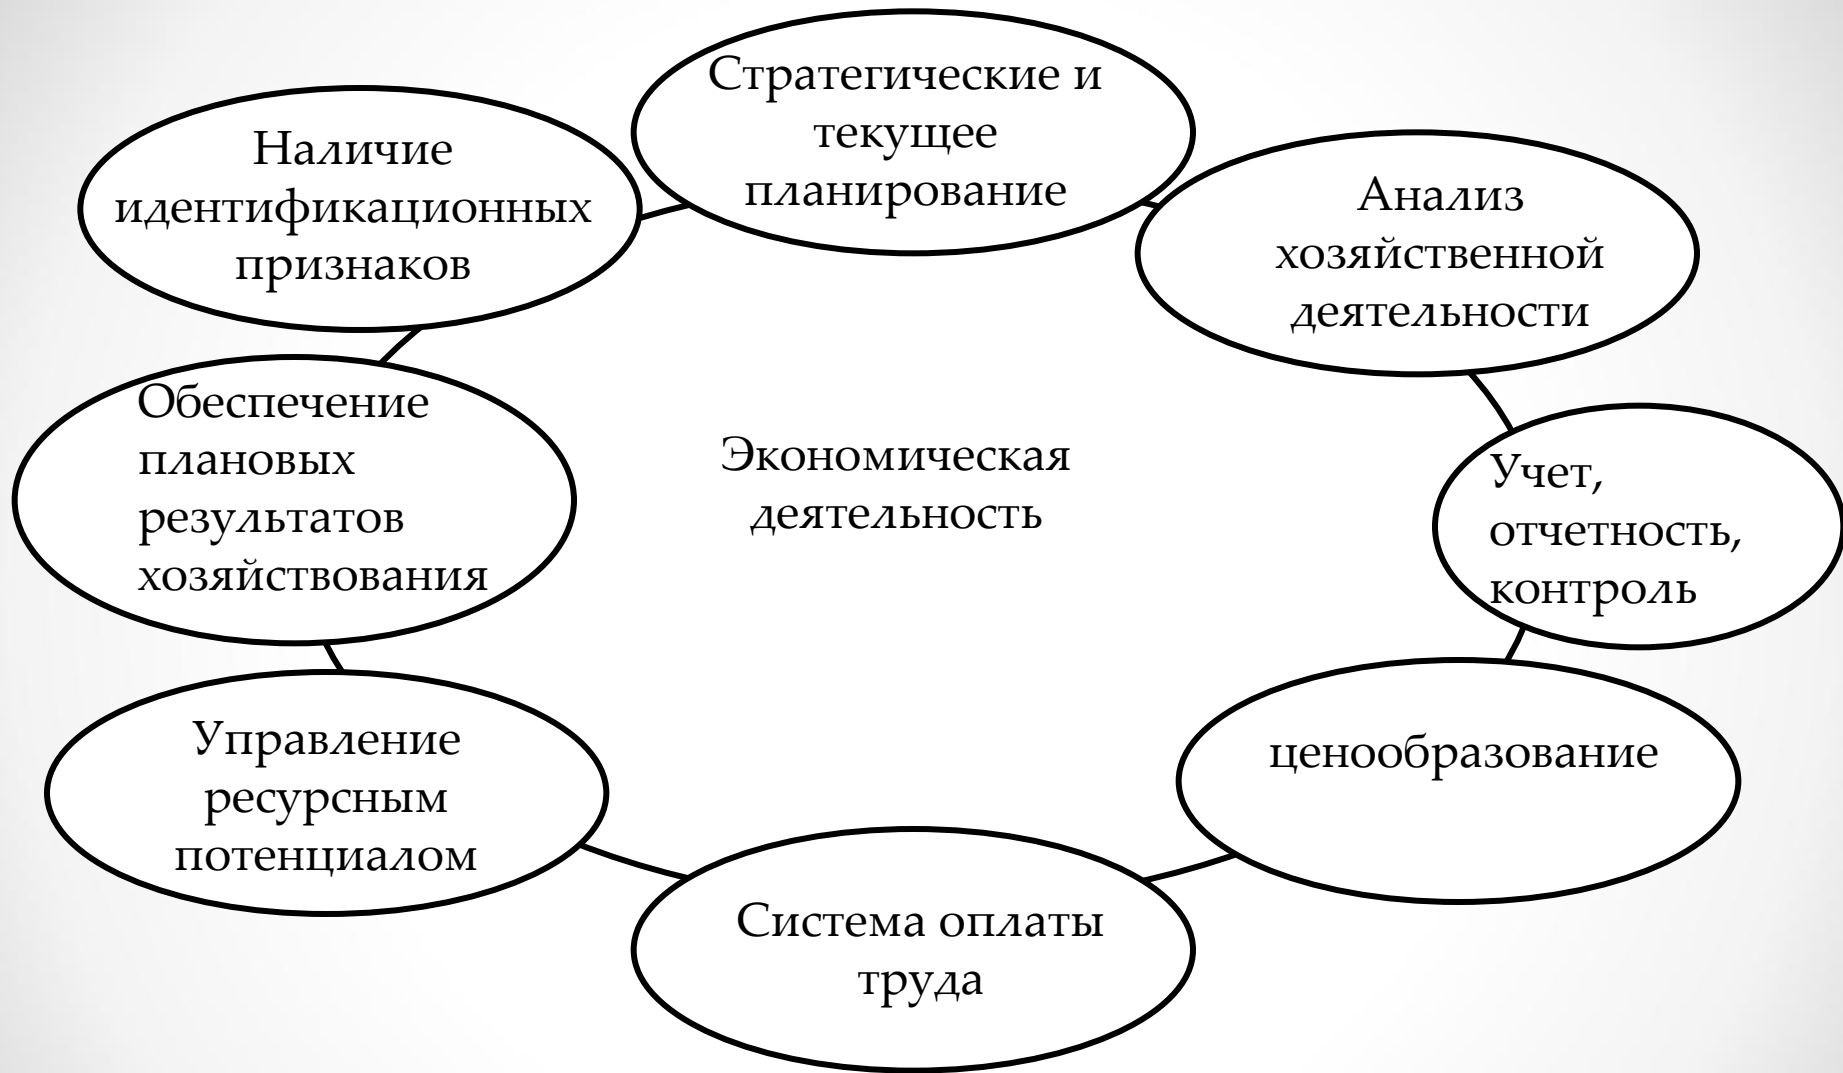 Стратегические и
текущее
планирование
Наличие
идентификационных
признаков
Анализ
хозяйственной
деятельности
Обеспечение
плановых
результатов
хозяйствования
Экономическая
деятельность
Учет,
отчетность,
контроль
Управление
ресурсным
потенциалом
ценообразование
Система оплаты
труда